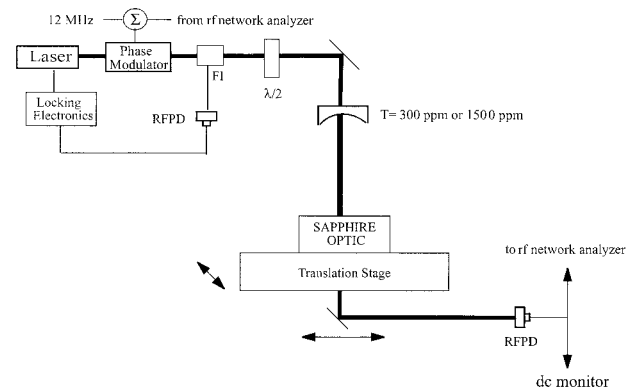 12 MHz
Σ
from rf network analyzer
Laser
Phase
Modulator
FI
λ/2
Locking
Electronics
RFPD
T= 300 ppm or 1500 ppm
SAPPHIRE
OPTIC
Translation Stage
to rf network analyzer
RFPD
dc monitor